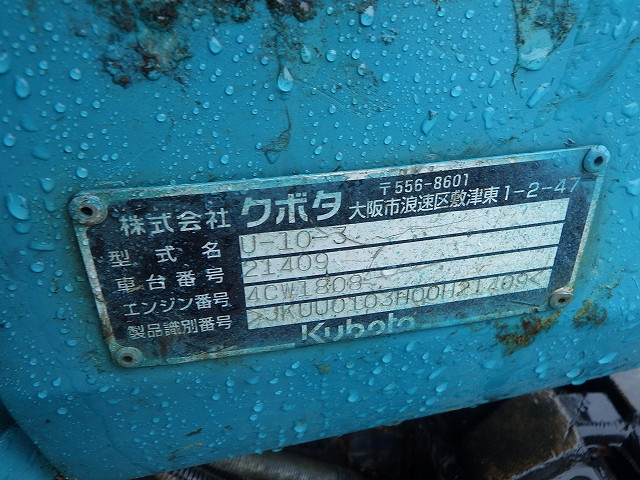 株式会社 クボタ 〒556-8601
大阪市浪速区敷津東1-2-47
型式名 U-10-3
車台番号 21409
エンジン番号 4CW1808
製品識別番号 >JKUU0103H00H21409<
Kubota